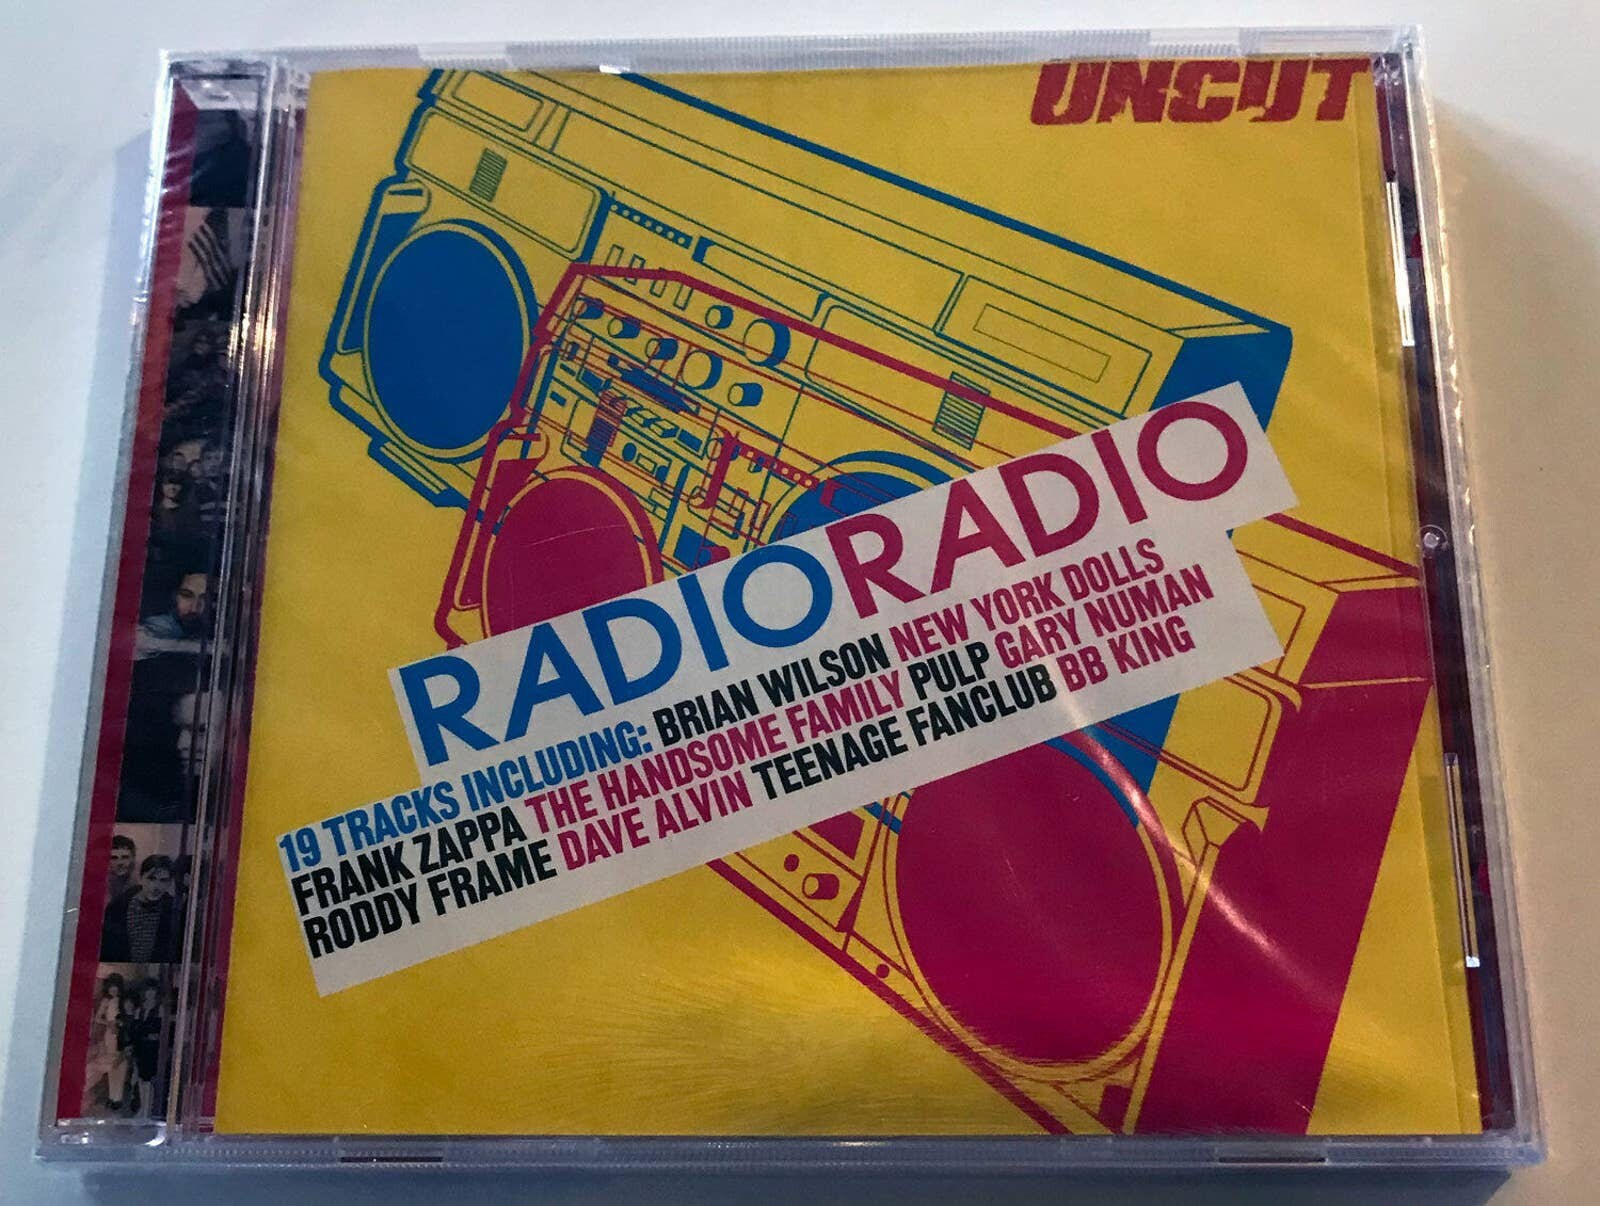 UNCUT
RADIORADIO
19 TRACKS INCLUDING: BRIAN WILSON NEW YORK DOLLS
FRANK ZAPPA THE HANDSOME FAMILY PULP GARY NUMAN
RODDY FRAME DAVE ALVIN TEENAGE FANCLUB BB KING